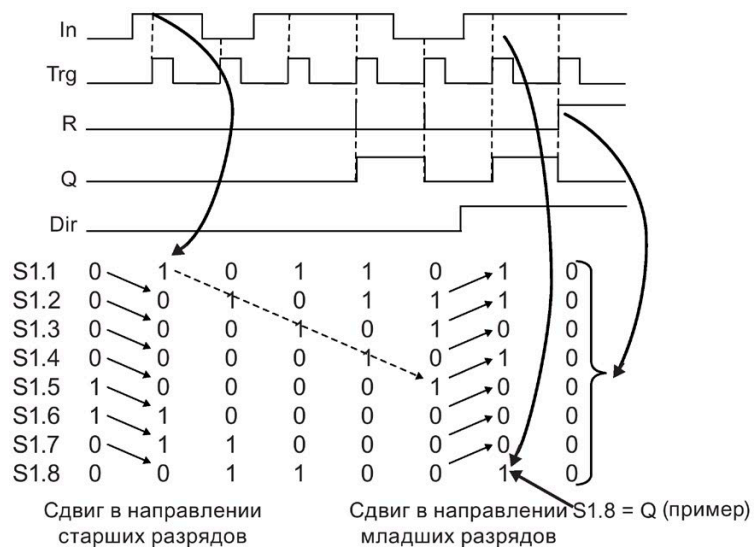 In
Trg
R
Q
Dir
S1.1 0 1 0 1 1 0 1 0
S1.2 0 0 1 0 1 1 1 0
S1.3 0 0 0 1 0 1 0 0
S1.4 0 0 0 0 1 0 1 0
S1.5 1 0 0 0 0 1 0 0
S1.6 1 1 0 0 0 0 0 0
S1.7 0 1 1 0 0 0 0 0
S1.8 0 0 1 1 0 0 1 0
Сдвиг в направлении
старших разрядов
Сдвиг в направлении
младших разрядов
S1.8 = Q (пример)